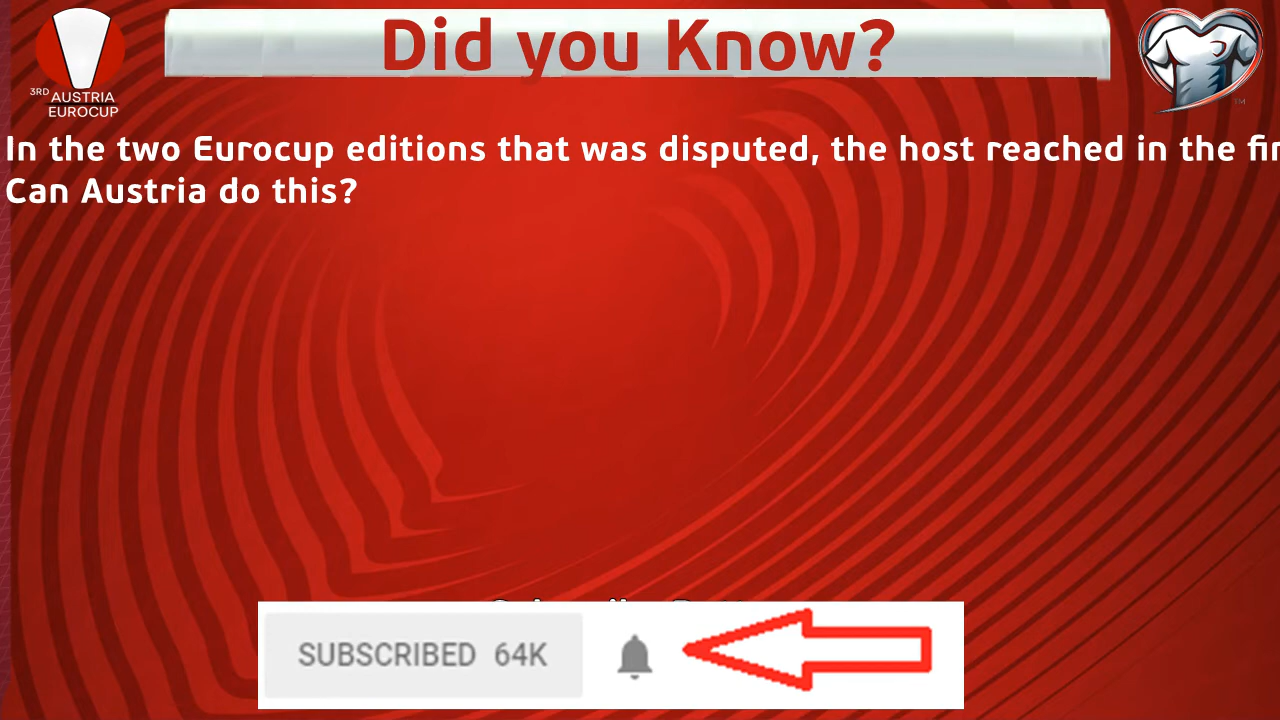 Did you Know?
3RD AUSTRIA
EUROCUP
TM
In the two Eurocup editions that was disputed, the host reached in the
Can Austria do this?
SUBSCRIBED 64K